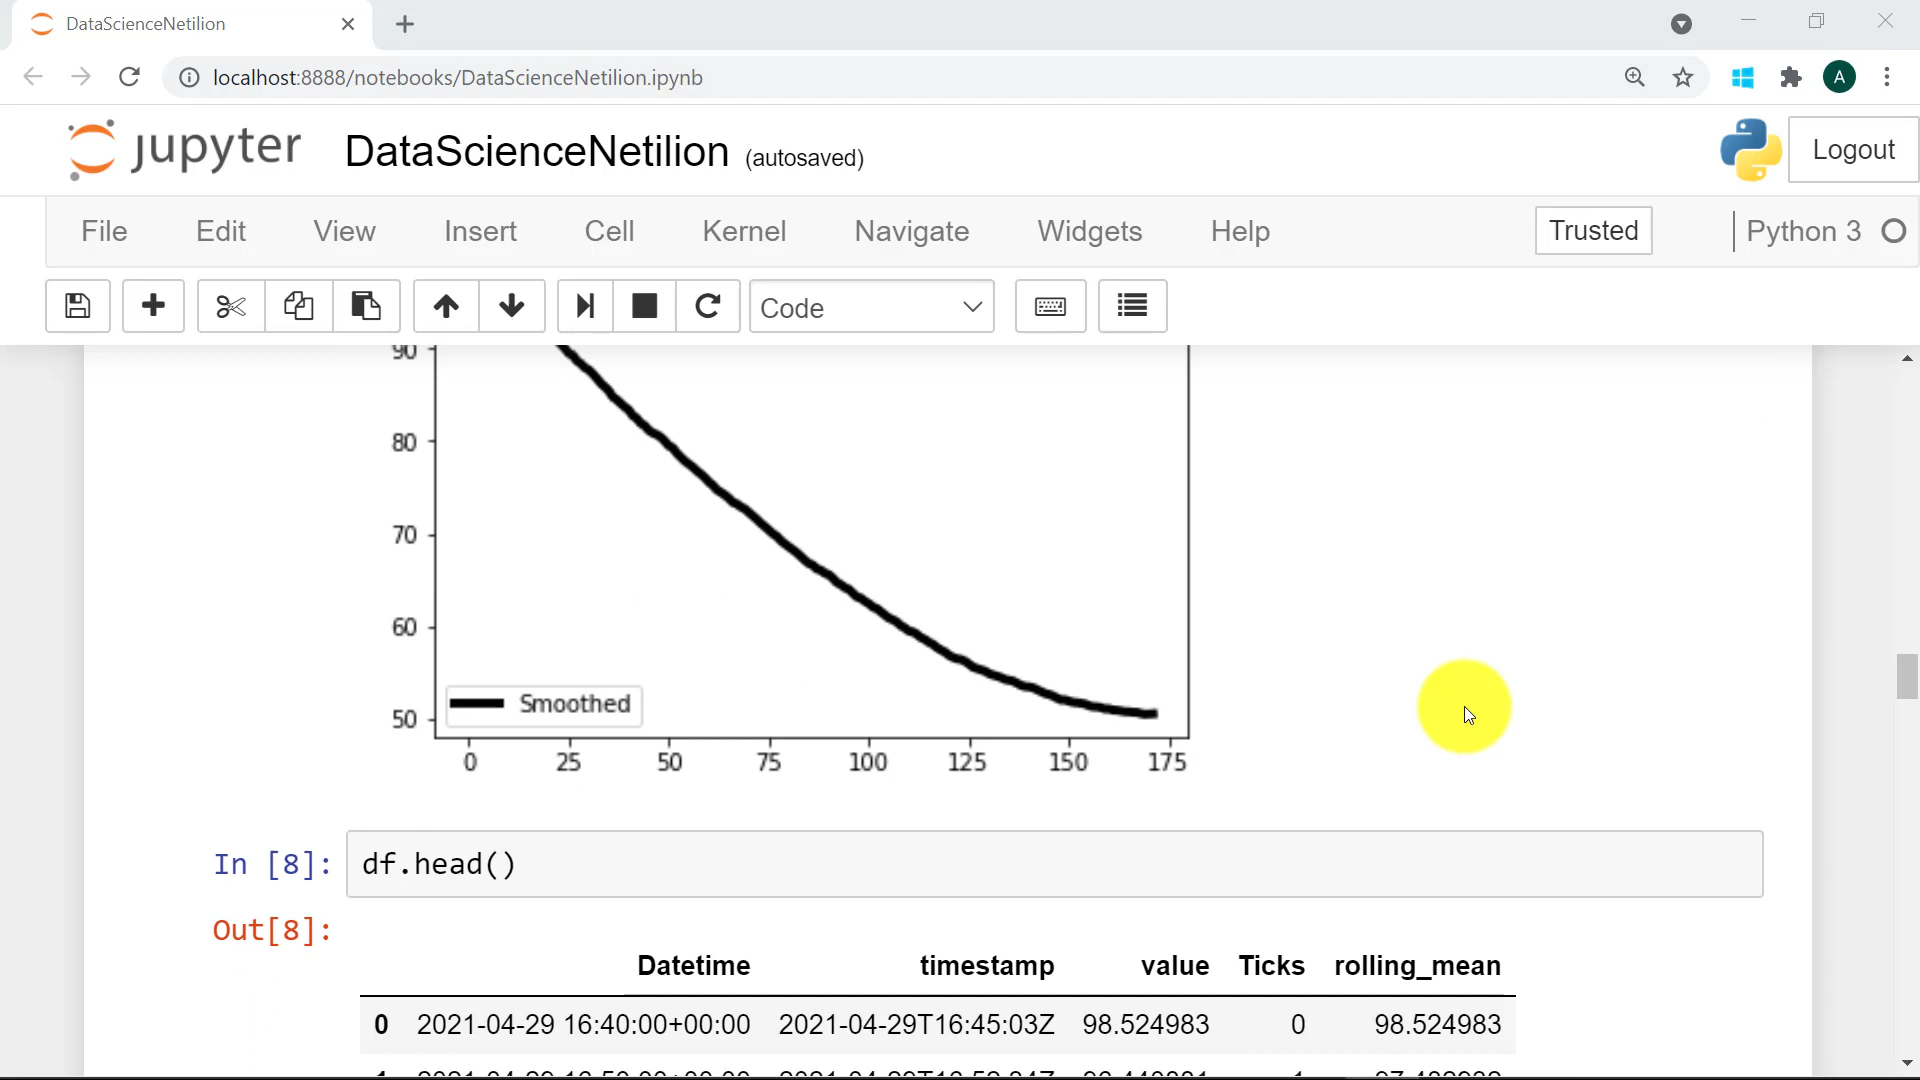 DataScienceNetilion
localhost:8888/notebooks/DataScienceNetilion.ipynb
A
jupyter DataScienceNetilion (autosaved) Logout
File Edit View Insert Cell Kernel Navigate Widgets Help Trusted Python 3
Code
90
80
70
60
50
Smoothed
0 25 50 75 100 125 150 175
In [8]: df.head()
Out[8]:
Datetime timestamp value Ticks rolling_mean
0 2021-04-29 16:40:00+00:00 2021-04-29T16:45:03Z 98.524983 0 98.524983